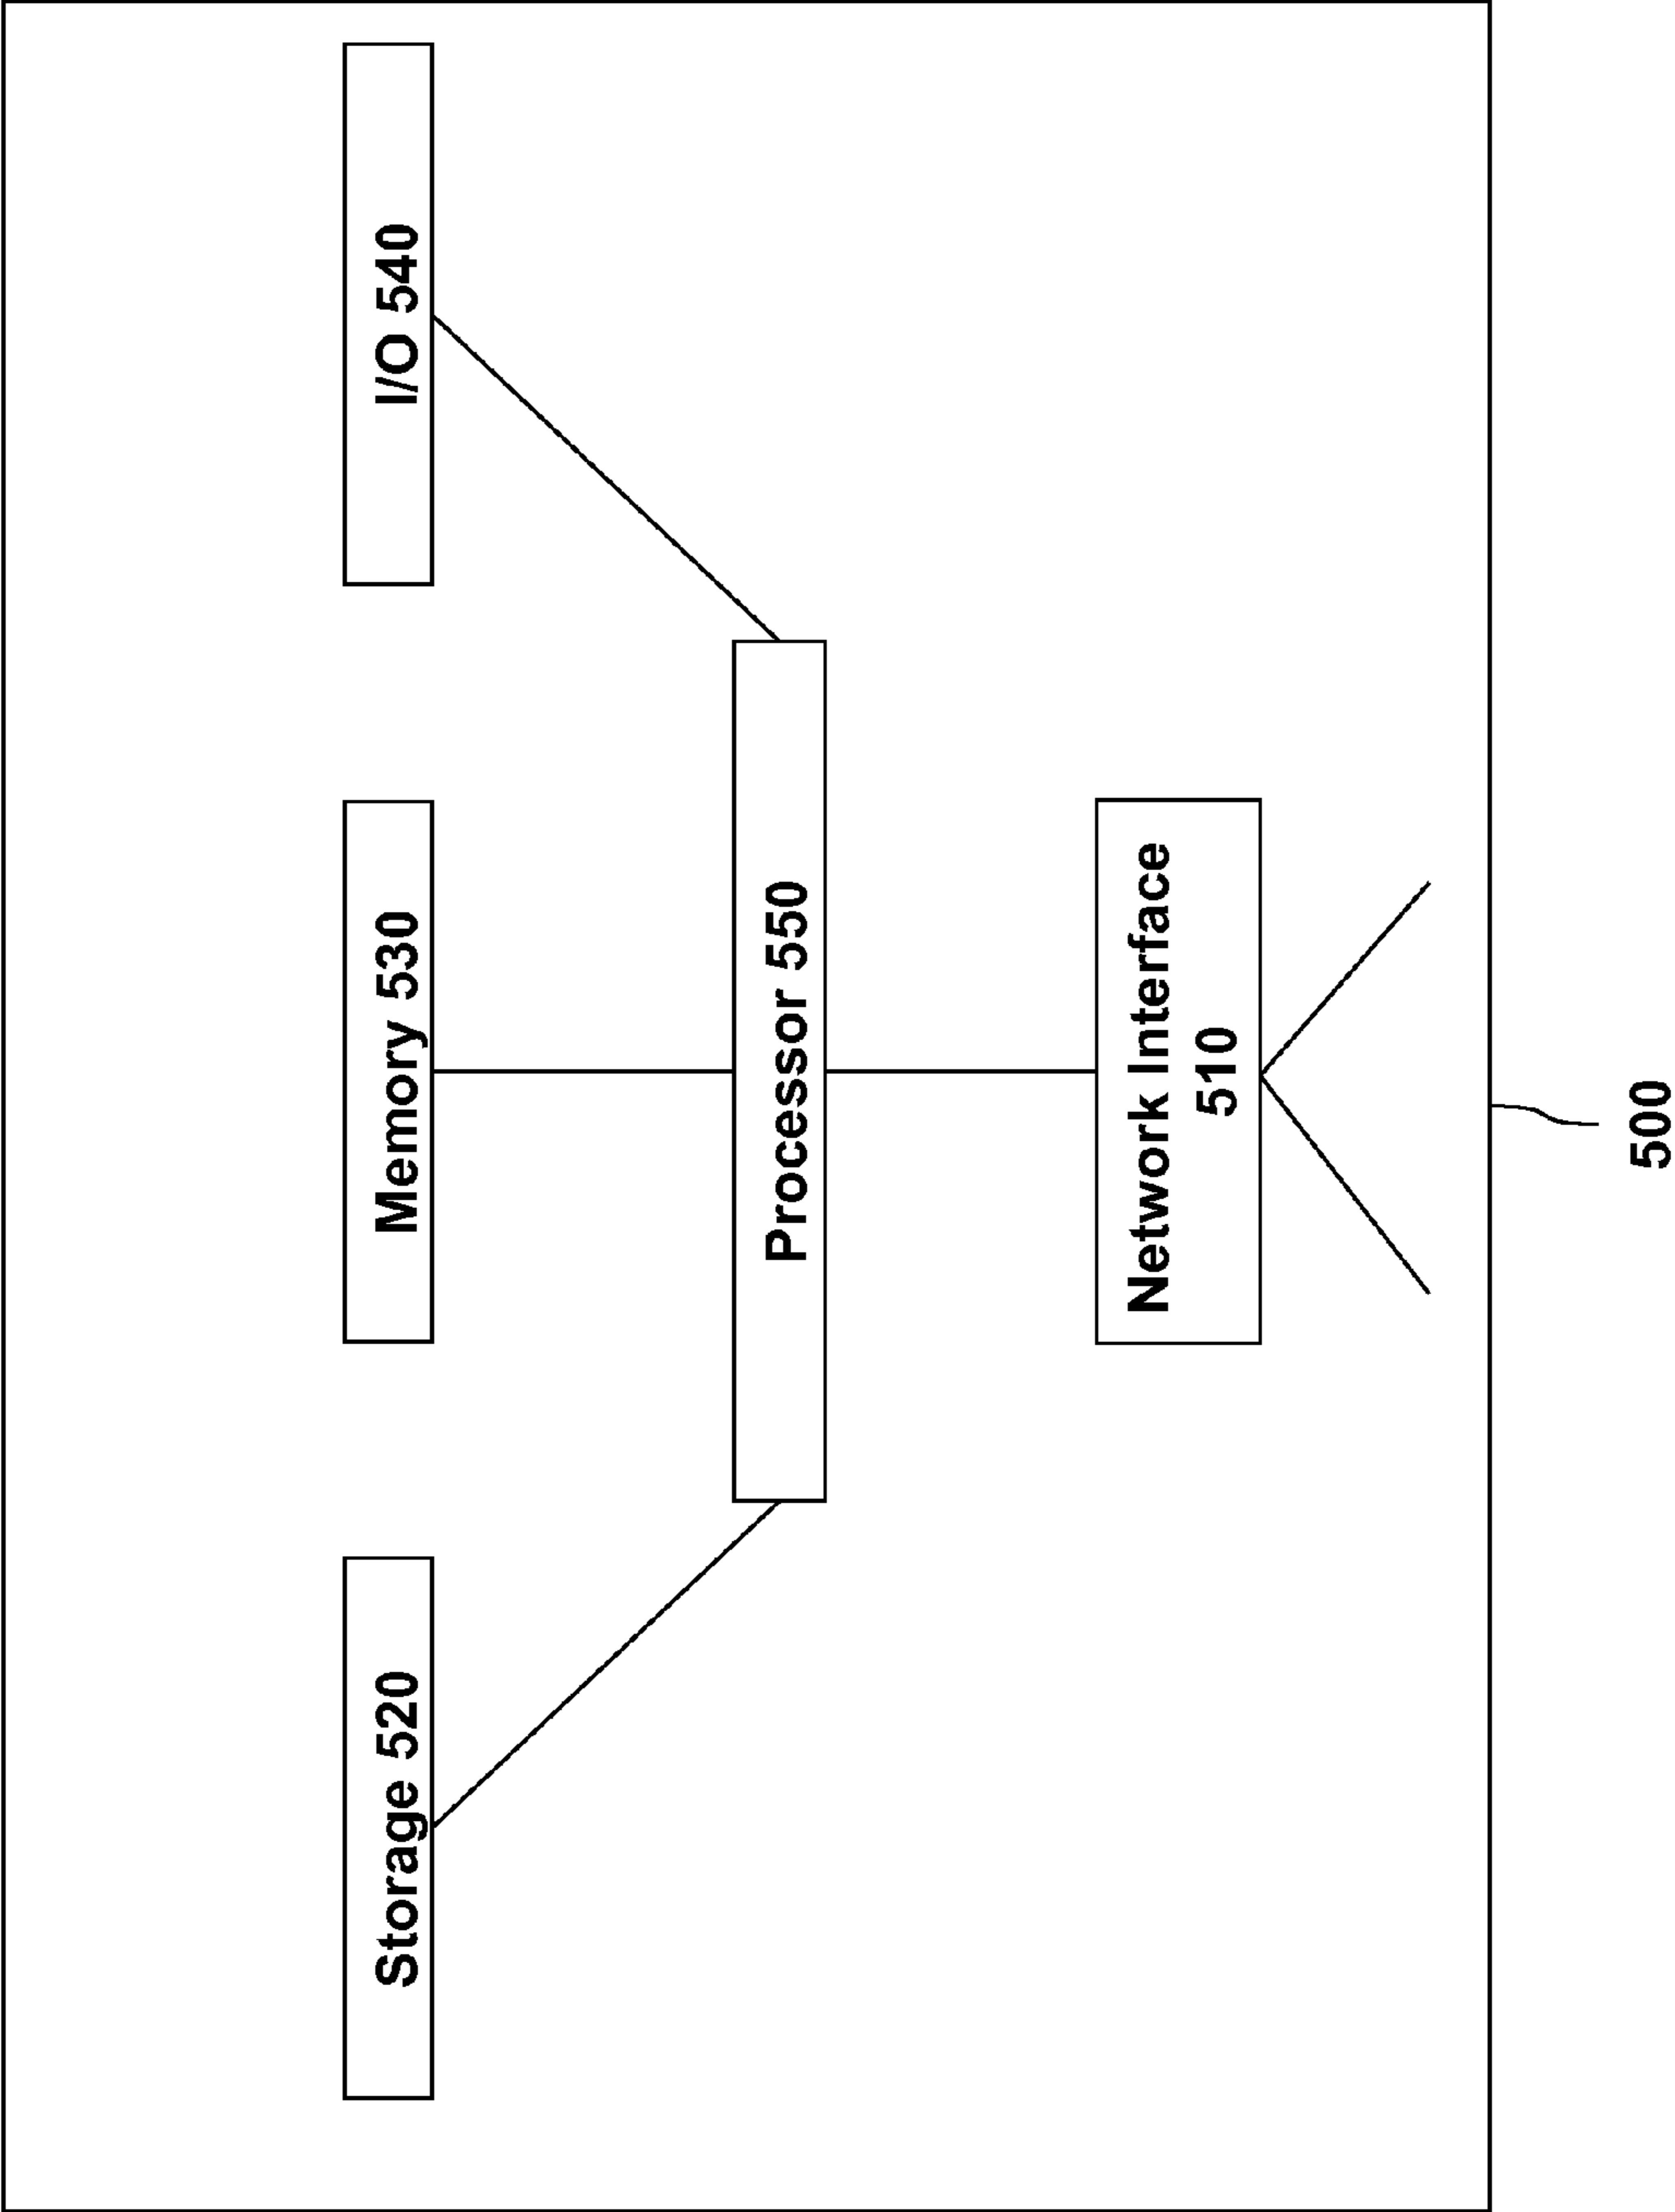 Storage 520
Memory 530
I/O 540
Processor 550
Network Interface
510
500